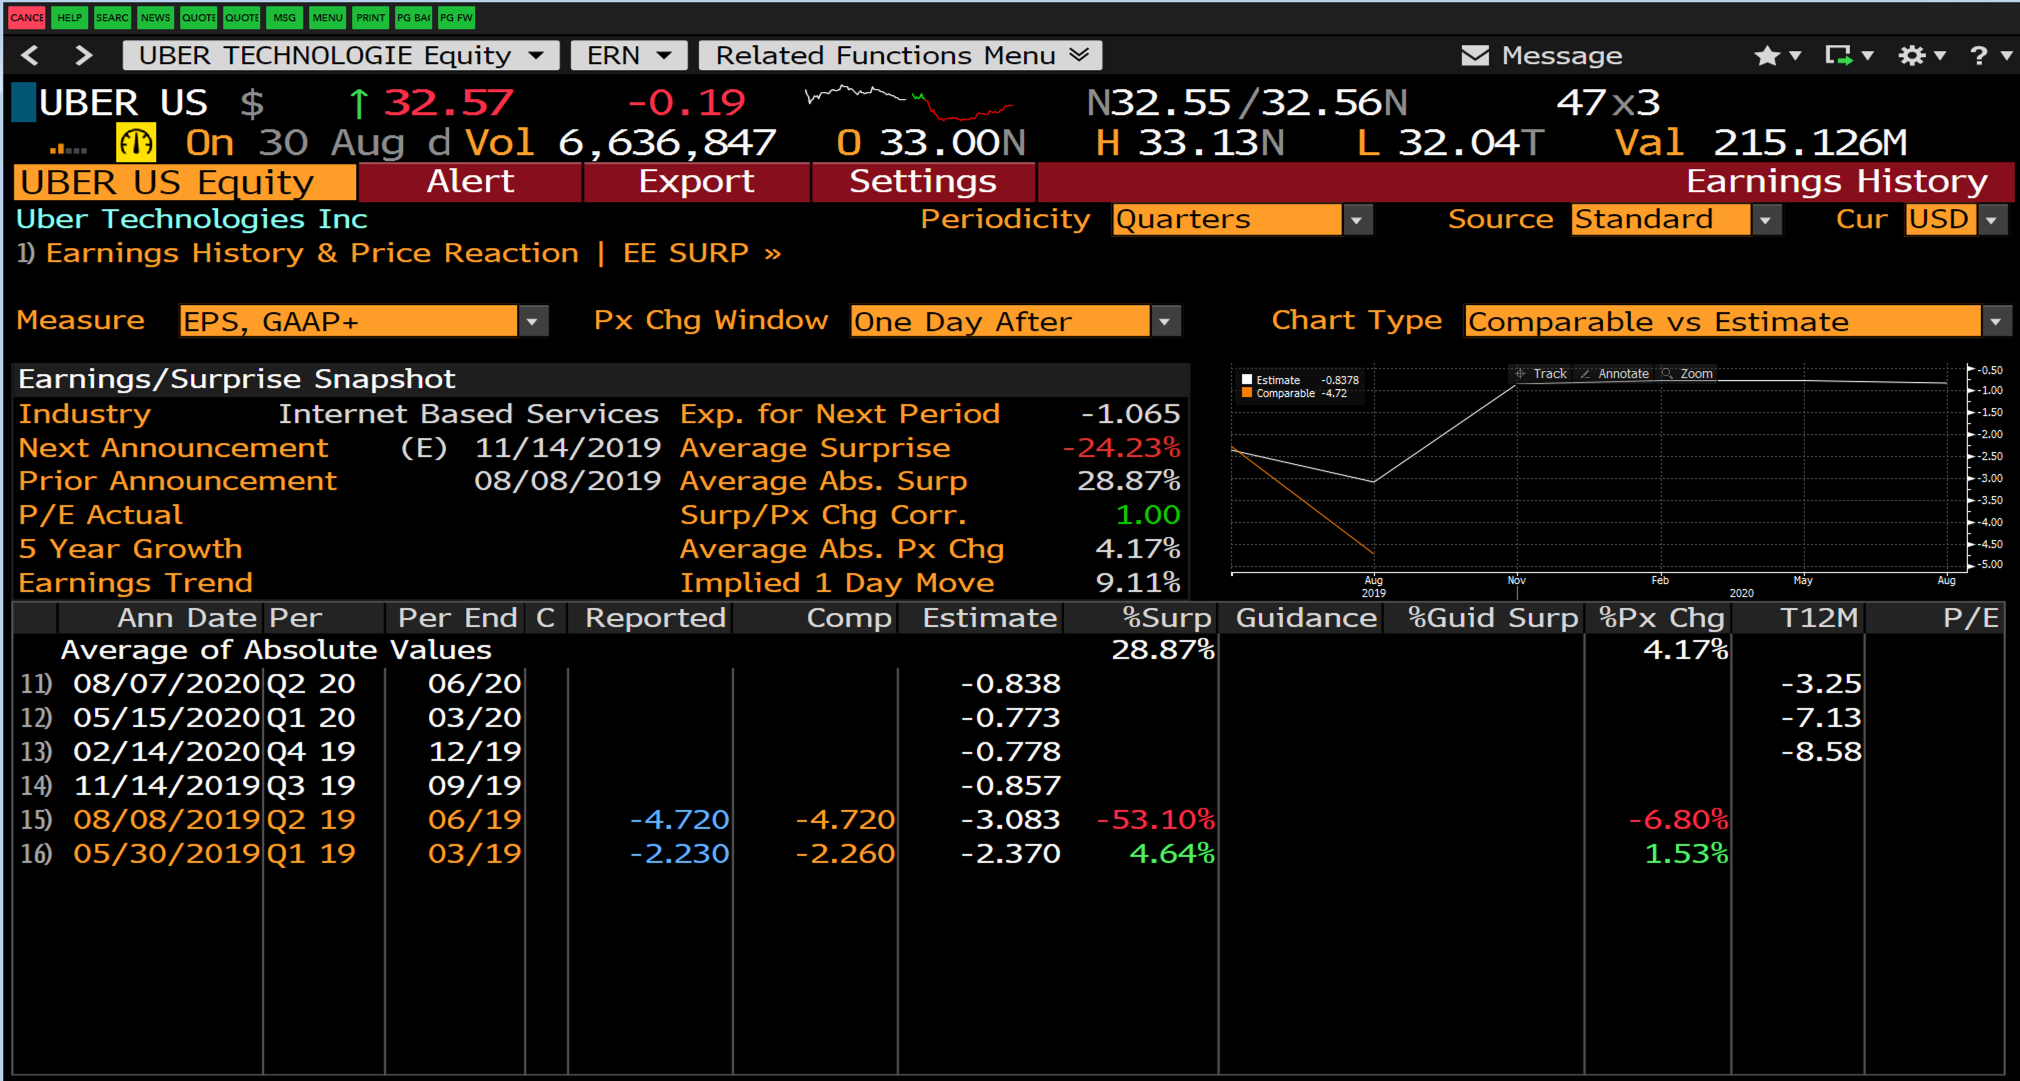 CANCE HELP SEARC NEWS QUOTE QUOTE MSG MENU PRINT PG BA PG FW
UBER TECHNOLOGIE Equity ERN Related Functions Menu Message ?
UBER US $ ↑ 32.57 -0.19 N32.55/32.56N 47x3
On 30 Aug d Vol 6,636,847 O 33.00N H 33.13N L 32.04T Val 215.126M
UBER US Equity Alert Export Settings Earnings History
Uber Technologies Inc Periodicity Quarters Source Standard Cur USD
1) Earnings History & Price Reaction | EE SURP »
Measure EPS, GAAP+ Px Chg Window One Day After Chart Type Comparable vs Estimate
Earnings/Surprise Snapshot
Industry Internet Based Services Exp. for Next Period -1.065
Next Announcement (E) 11/14/2019 Average Surprise -24.23%
Prior Announcement 08/08/2019 Average Abs. Surp 28.87%
P/E Actual Surp/Px Chg Corr. 1.00
5 Year Growth Average Abs. Px Chg 4.17%
Earnings Trend Implied 1 Day Move 9.11%
Track Annotate Zoom
Estimate -0.8378
Comparable -4.72
-0.50
-1.00
-1.50
-2.00
-2.50
-3.00
-3.50
-4.00
-4.50
-5.00
Aug Nov Feb May Aug
2019 2020
Ann Date Per Per End C Reported Comp Estimate %Surp Guidance %Guid Surp %Px Chg T12M P/E
Average of Absolute Values 28.87% 4.17%
11) 08/07/2020 Q2 20 06/20 -0.838 -3.25
12) 05/15/2020 Q1 20 03/20 -0.773 -7.13
13) 02/14/2020 Q4 19 12/19 -0.778 -8.58
14) 11/14/2019 Q3 19 09/19 -0.857
15) 08/08/2019 Q2 19 06/19 -4.720 -4.720 -3.083 -53.10% -6.80%
16) 05/30/2019 Q1 19 03/19 -2.230 -2.260 -2.370 4.64% 1.53%